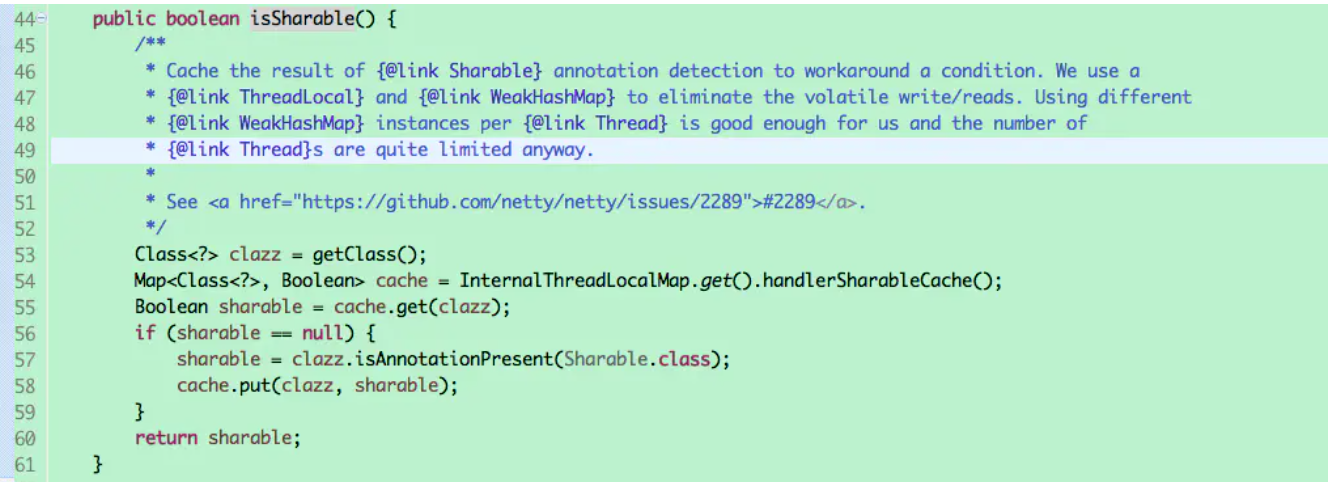 44 public boolean isSharable() {
45 /**
46 * Cache the result of {@link Sharable} annotation detection to workaround a condition. We use a
47 * {@link ThreadLocal} and {@link WeakHashMap} to eliminate the volatile write/reads. Using different
48 * {@link WeakHashMap} instances per {@link Thread} is good enough for us and the number of
49 * {@link Thread}s are quite limited anyway.
50 *
51 * See <a href="https://github.com/netty/netty/issues/2289">#2289</a>.
52 */
53 Class<?> clazz = getClass();
54 Map<Class<?>, Boolean> cache = InternalThreadLocalMap.get().handlerSharableCache();
55 Boolean sharable = cache.get(clazz);
56 if (sharable == null) {
57 sharable = clazz.isAnnotationPresent(Sharable.class);
58 cache.put(clazz, sharable);
59 }
60 return sharable;
61 }